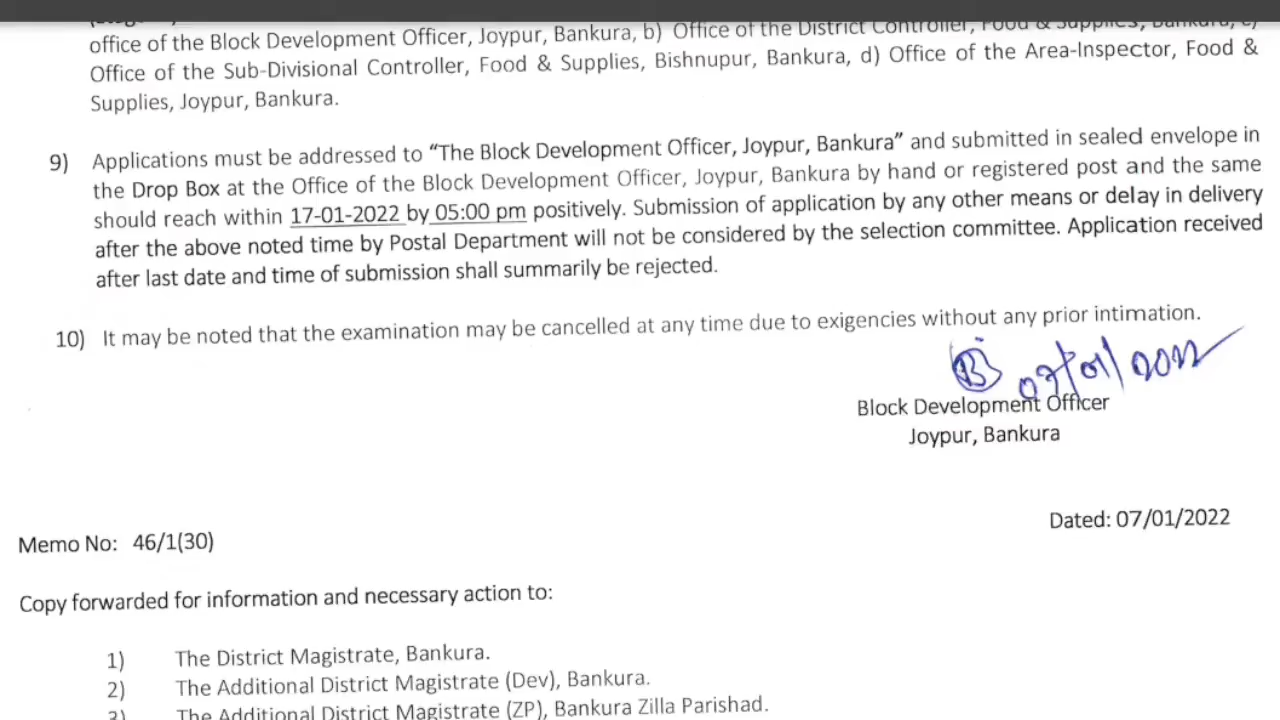 office of the Block Development Officer, Joypur, Bankura, b) Office of the District Controller, Food & Supplies, Bankura, c)
Office of the Sub-Divisional Controller, Food & Supplies, Bishnupur, Bankura, d) Office of the Area-Inspector, Food &
Supplies, Joypur, Bankura.
9) Applications must be addressed to “The Block Development Officer, Joypur, Bankura” and submitted in sealed envelope in
the Drop Box at the Office of the Block Development Officer, Joypur, Bankura by hand or registered post and the same
should reach within 17-01-2022 by 05:00 pm positively. Submission of application by any other means or delay in delivery
after the above noted time by Postal Department will not be considered by the selection committee. Application received
after last date and time of submission shall summarily be rejected.
10) It may be noted that the examination may be cancelled at any time due to exigencies without any prior intimation.
07/01/2022
Block Development Officer
Joypur, Bankura
Dated: 07/01/2022
Memo No: 46/1(30)
Copy forwarded for information and necessary action to:
1) The District Magistrate, Bankura.
2) The Additional District Magistrate (Dev), Bankura.
3) The Additional District Magistrate (ZP), Bankura Zilla Parishad.